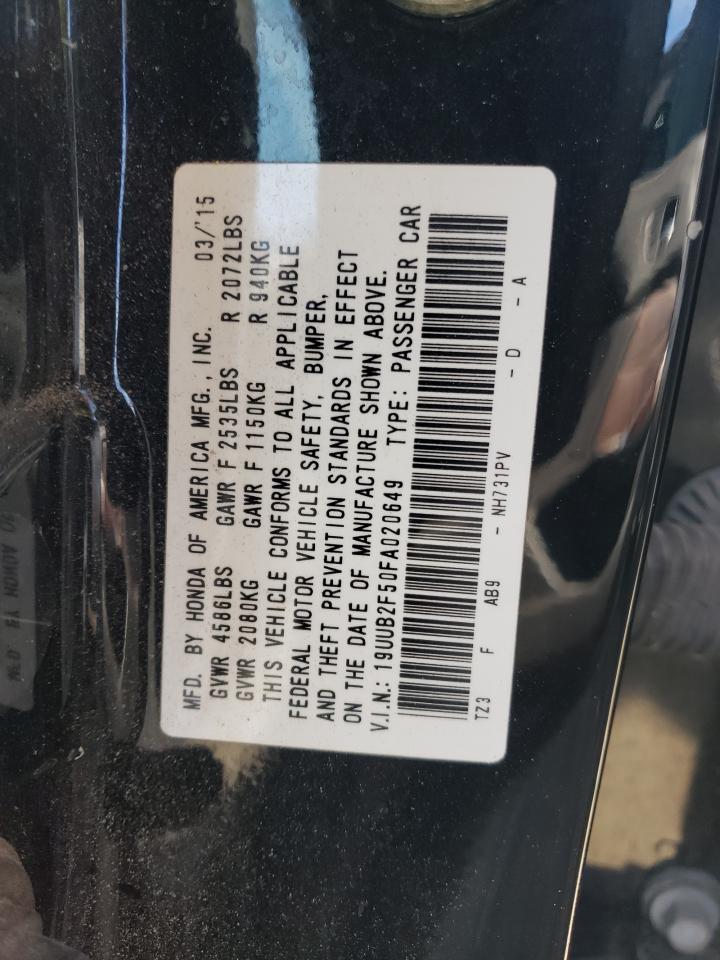 MFD. BY HONDA OF AMERICA MFG., INC. 03/'15
GVWR 4586LBS GAWR F 2535LBS R 2072LBS
GVWR 2080KG GAWR F 1150KG R 940KG
THIS VEHICLE CONFORMS TO ALL APPLICABLE
FEDERAL MOTOR VEHICLE SAFETY, BUMPER,
AND THEFT PREVENTION STANDARDS IN EFFECT
ON THE DATE OF MANUFACTURE SHOWN ABOVE.
V.I.N.: 19UUB2F50FA020649 TYPE: PASSENGER CAR
TZ3 F AB9 - NH731PV - D - A